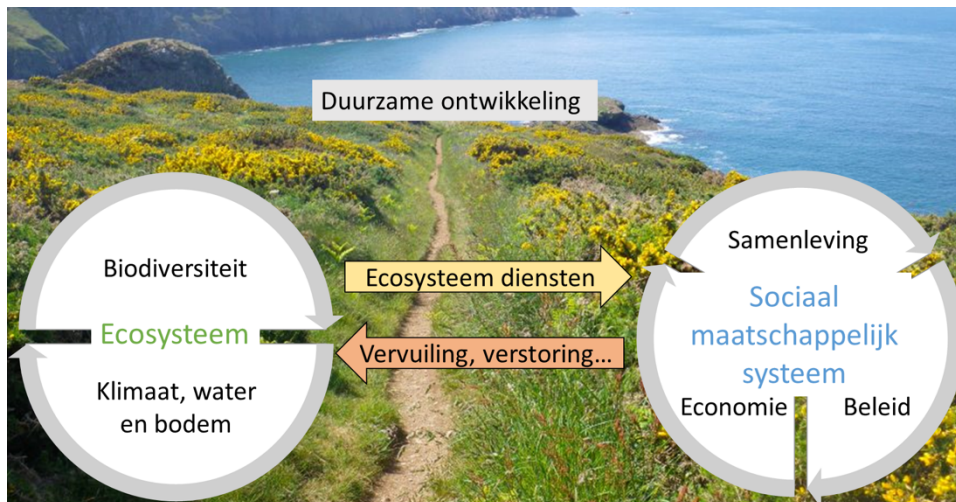 Duurzame ontwikkeling
Biodiversiteit
Ecosysteem
Klimaat, water
en bodem
Ecosysteem diensten
Vervuiling, verstoring…
Samenleving
Sociaal
maatschappelijk
systeem
Economie
Beleid